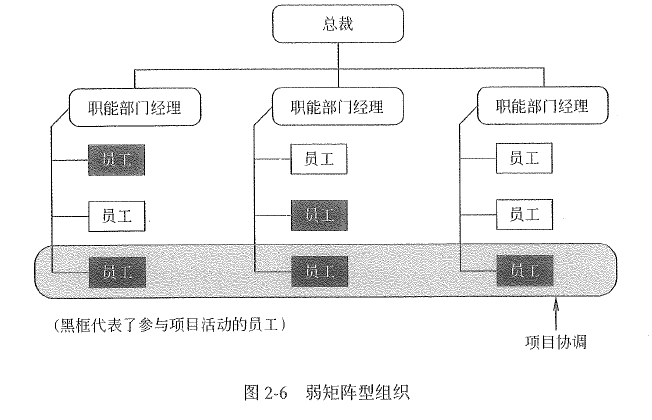 总裁
职能部门经理 职能部门经理 职能部门经理
员工 员工 员工
员工 员工 员工
员工 员工 员工
(黑框代表了参与项目活动的员工)
项目协调
图 2-6 弱矩阵型组织